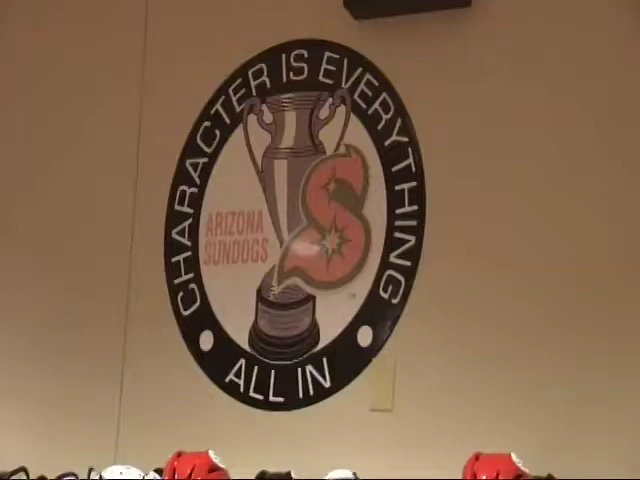 CHARACTER IS EVERYTHING
ARIZONA
SUNDOGS
S
ALL IN